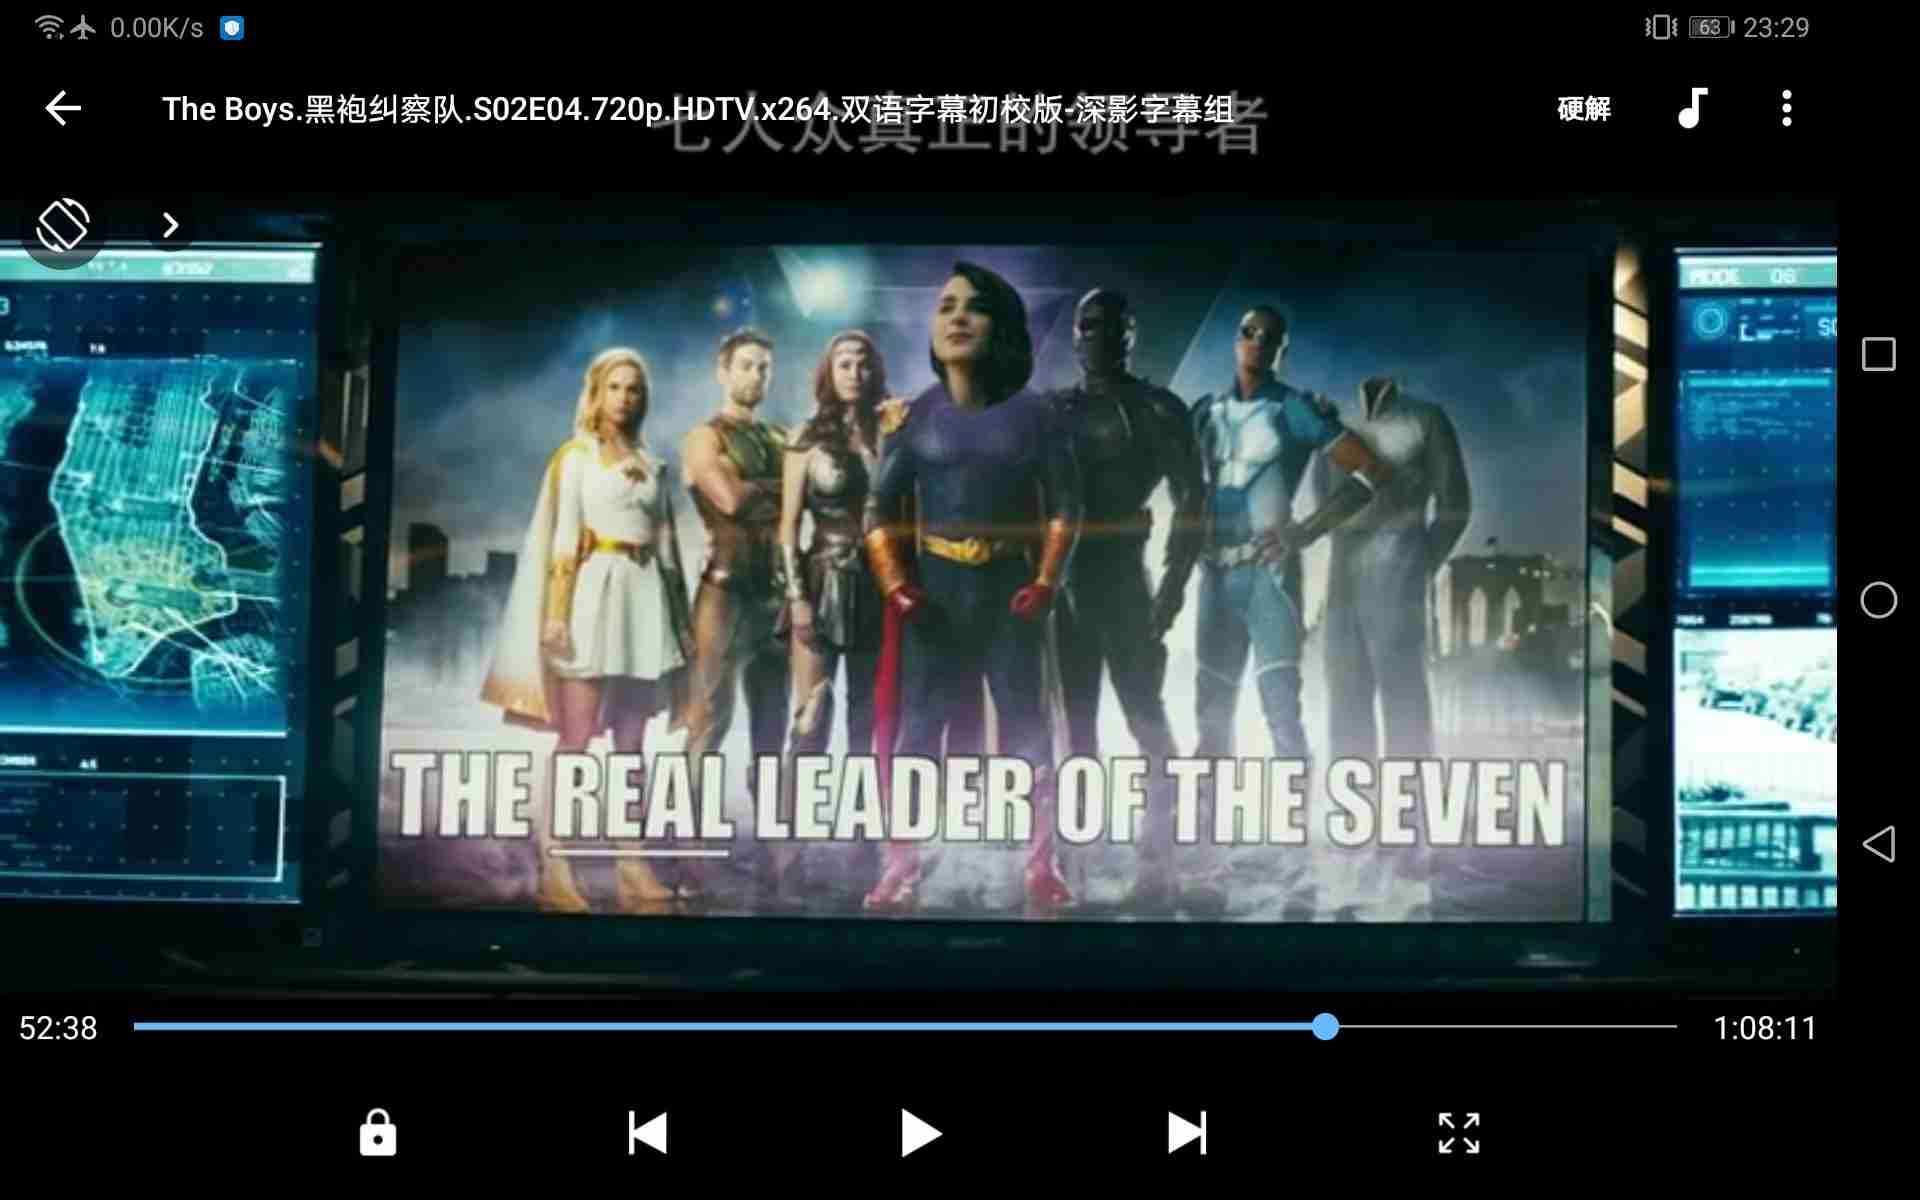 0.00K/s
63 23:29
The Boys.黑袍纠察队.S02E04.720p.HDTV.x264.双语字幕初校版-深影字幕组
硬解
七人众真正的领导者
MODE 06
THE REAL LEADER OF THE SEVEN
52:38
1:08:11